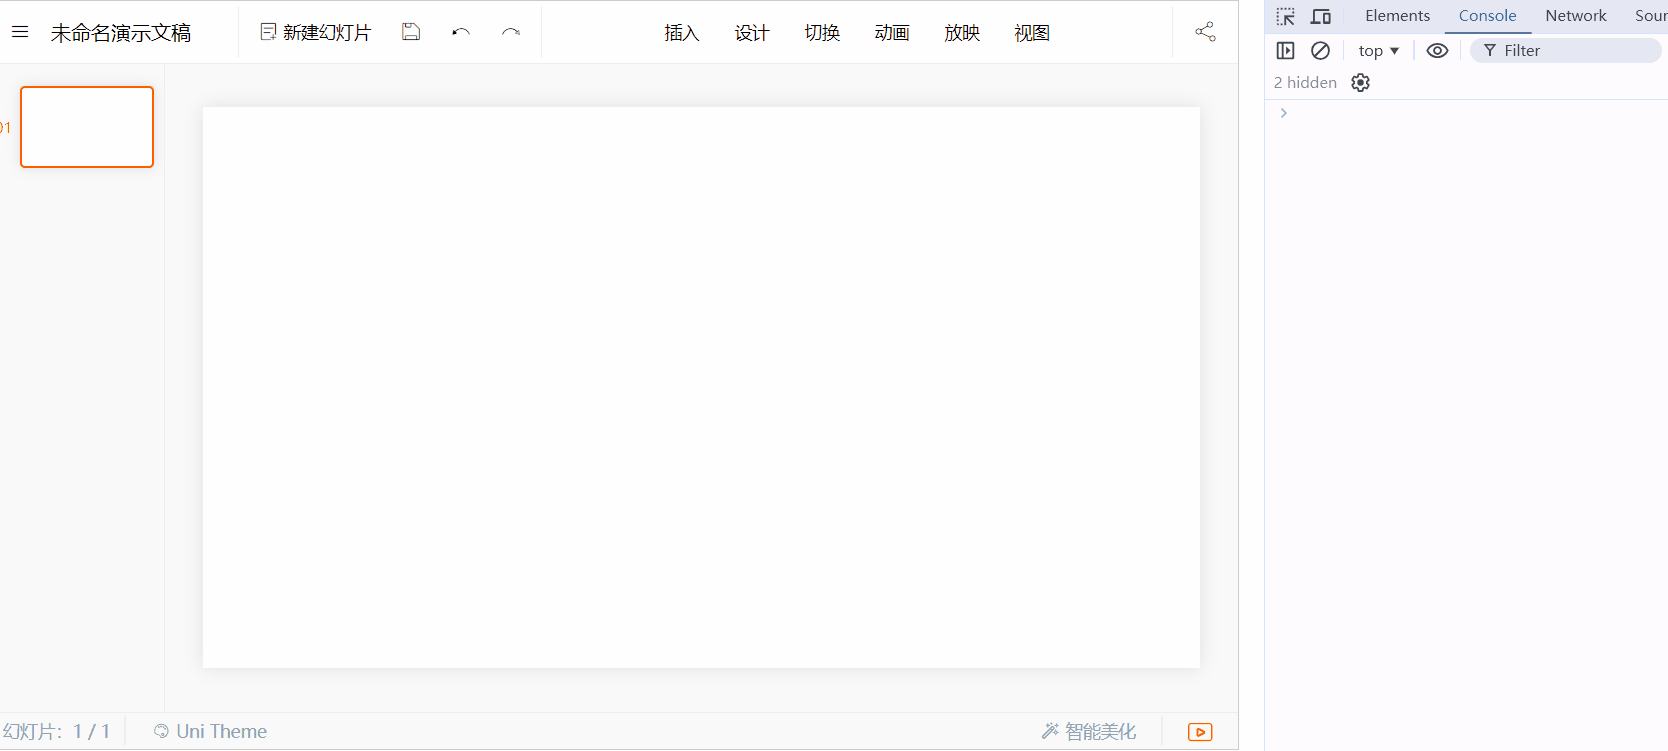 未命名演示文稿 新建幻灯片 插入 设计 切换 动画 放映 视图
Elements Console Network Sour
top Filter
2 hidden
1
幻灯片: 1 / 1 Uni Theme 智能美化